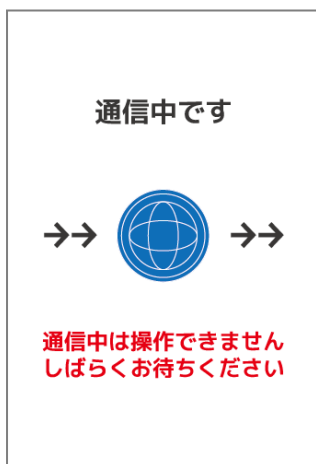 通信中です
→→ →→
通信中は操作できません
しばらくお待ちください